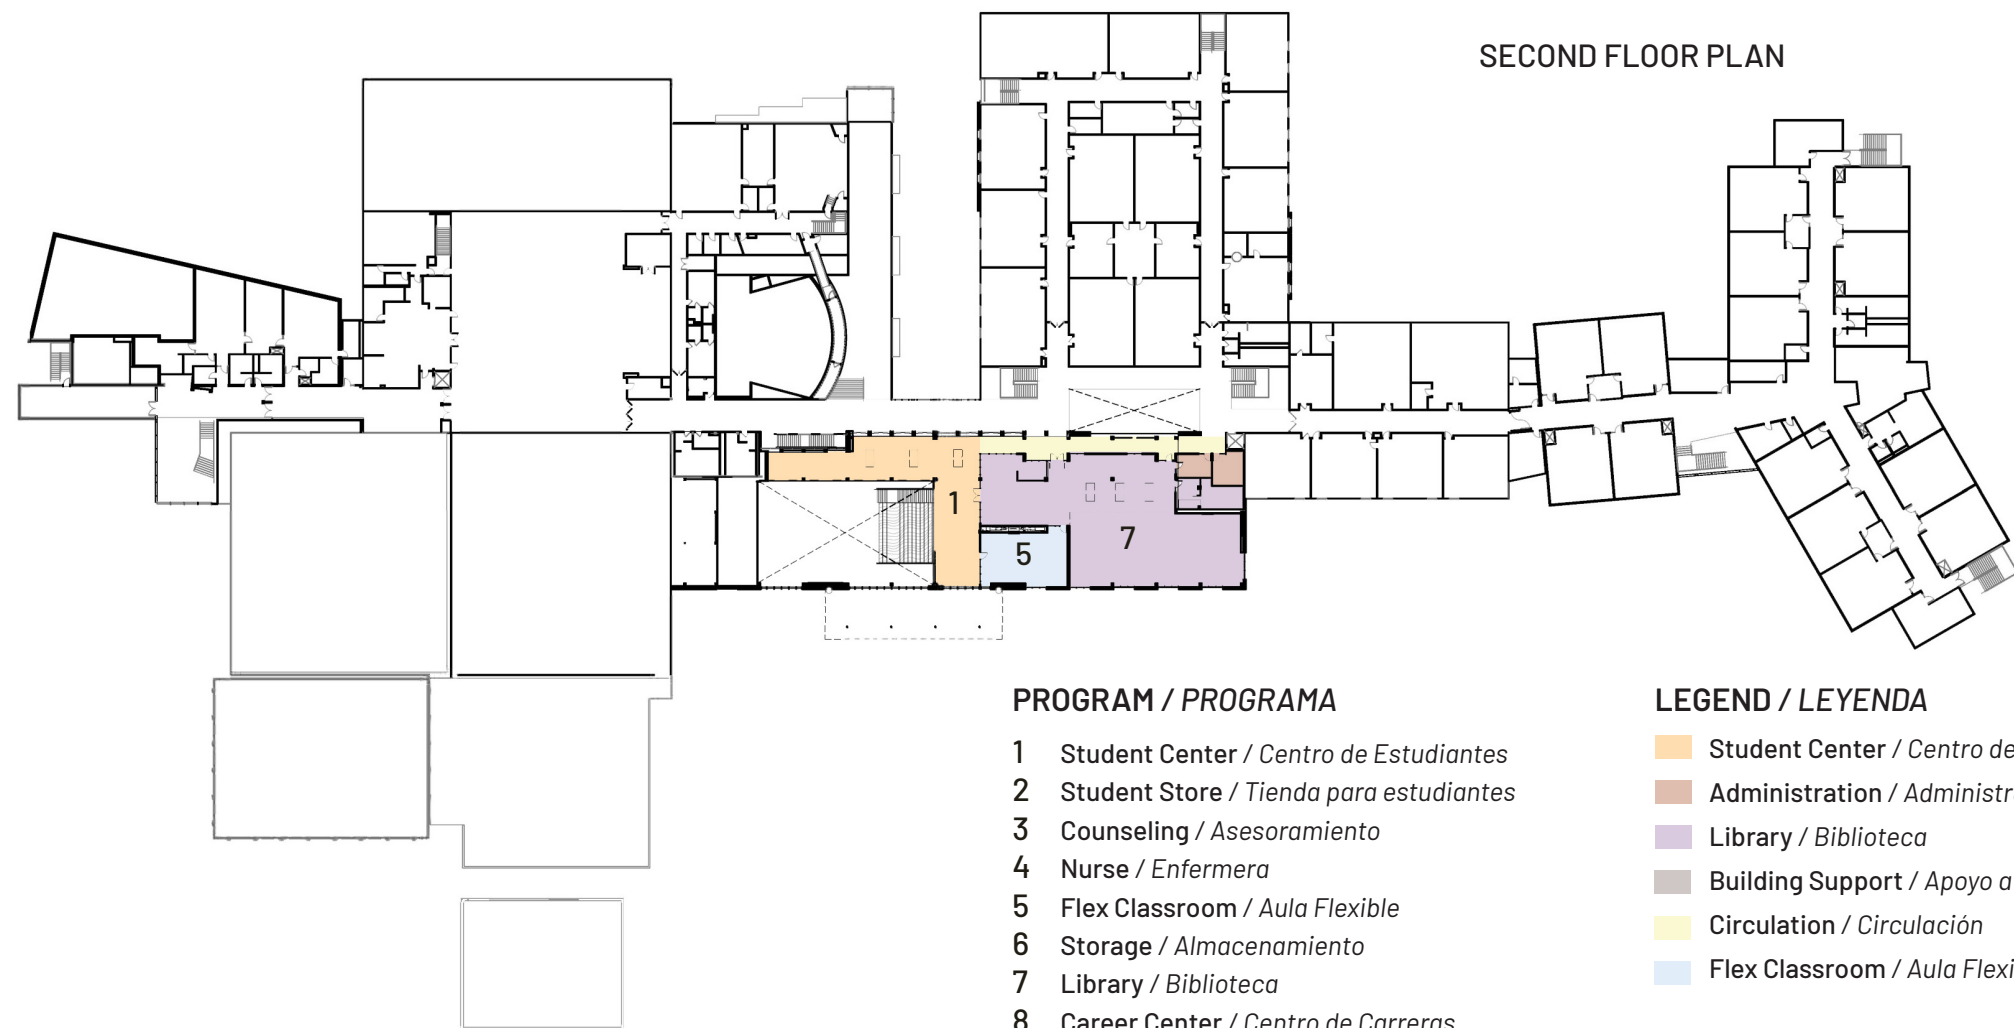 SECOND FLOOR PLAN
1
5
7
PROGRAM / PROGRAMA
1 Student Center / Centro de Estudiantes
2 Student Store / Tienda para estudiantes
3 Counseling / Asesoramiento
4 Nurse / Enfermera
5 Flex Classroom / Aula Flexible
6 Storage / Almacenamiento
7 Library / Biblioteca
8 Career Center / Centro de Carreras
LEGEND / LEYENDA
Student Center / Centro de
Administration /
Library / Biblioteca
Building Support / Apoyo a
Circulation / Circulación
Flex Classroom / Aula